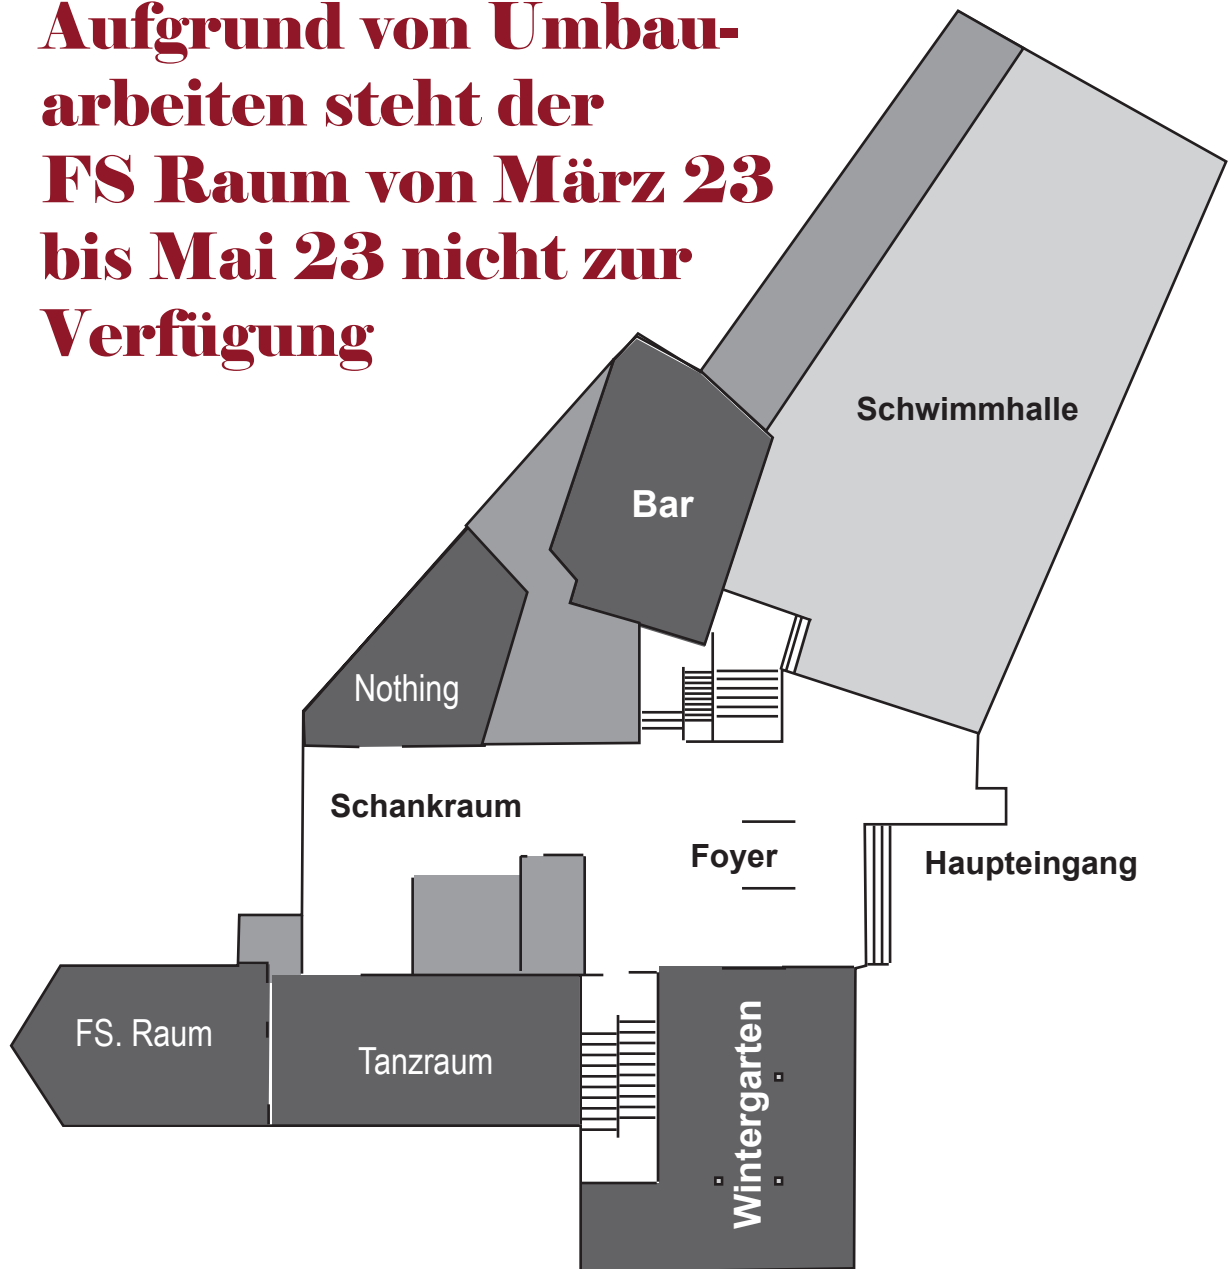 Aufgrund von Umbau-
arbeiten steht der
FS Raum von März 23
bis Mai 23 nicht zur
Verfügung
Schwimmhalle
Bar
Nothing
Schankraum
Foyer
Haupteingang
FS. Raum
Tanzraum
Wintergarten